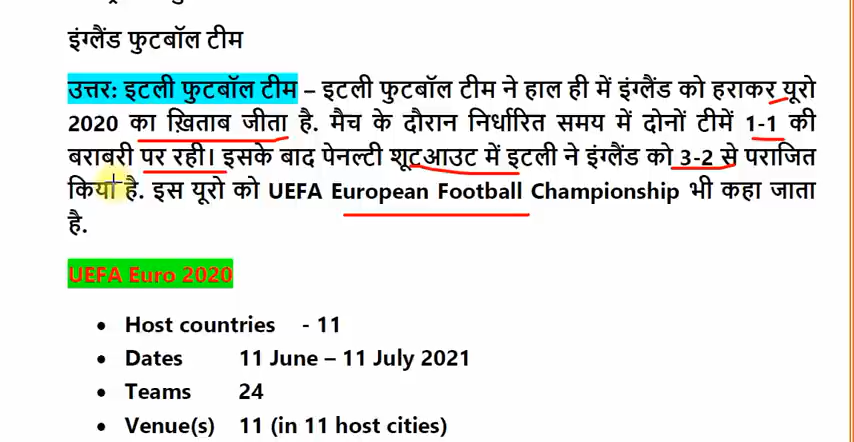 इंग्लैंड फुटबॉल टीम
उत्तर: इटली फुटबॉल टीम – इटली फुटबॉल टीम ने हाल ही में इंग्लैंड को हराकर यूरो
2020 का ख़िताब जीता है. मैच के दौरान निर्धारित समय में दोनों टीमें 1-1 की
बराबरी पर रही। इसके बाद पेनल्टी शूटआउट में इटली ने इंग्लैंड को 3-2 से पराजित
किया है. इस यूरो को UEFA European Football Championship भी कहा जाता
है.
UEFA Euro 2020
• Host countries - 11
• Dates 11 June – 11 July 2021
• Teams 24
• Venue(s) 11 (in 11 host cities)